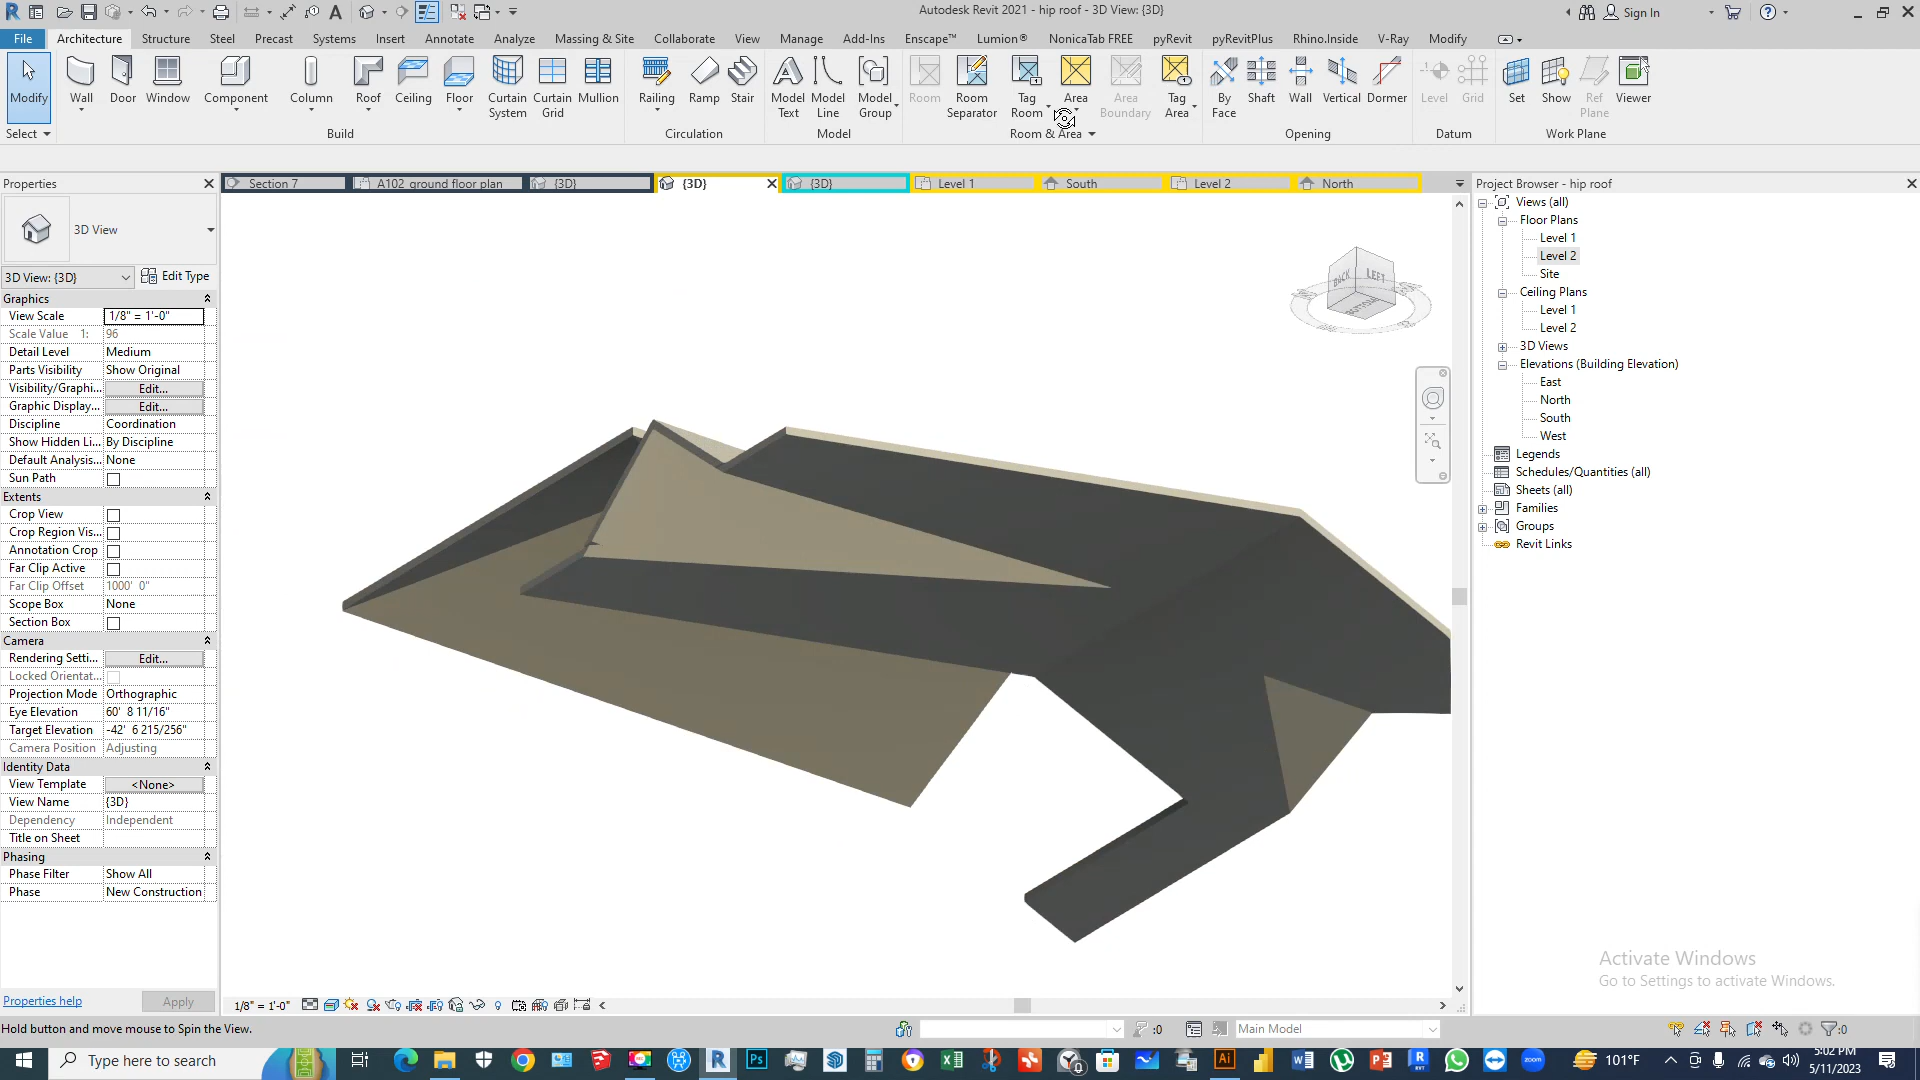 Autodesk Revit 2021 - hip roof - 3D View: {3D}
Sign In
File Architecture Structure Steel Precast Systems Insert Annotate Analyze Massing & Site Collaborate View Manage Add-Ins Enscape™ Lumion® NonicaTab FREE pyRevit pyRevitPlus Rhino.Inside V-Ray Modify
Modify Wall Door Window Component Column Roof Ceiling Floor Curtain System Curtain Grid Mullion Railing Ramp Stair Model Text Model Line Model Group Room Room Separator Tag Room Area Area Boundary Tag Area By Face Shaft Wall Vertical Dormer Level Grid Set Show Ref Plane Viewer
Select Build Circulation Model Room & Area Opening Datum Work Plane
Properties
Section 7 A102 ground floor plan {3D} {3D} {3D} Level 1 South Level 2 North
3D View
3D View: {3D} Edit Type
Graphics
View Scale 1/8" = 1'-0"
Scale Value 1: 96
Detail Level Medium
Parts Visibility Show Original
Visibility/Graphi... Edit...
Graphic Display... Edit...
Discipline Coordination
Show Hidden Li... By Discipline
Default Analysis... None
Sun Path
Extents
Crop View
Crop Region Vis...
Annotation Crop
Far Clip Active
Far Clip Offset 1000' 0"
Scope Box None
Section Box
Camera
Rendering Setti... Edit...
Locked Orientat...
Projection Mode Orthographic
Eye Elevation 60' 8 11/16"
Target Elevation -42' 6 215/256"
Camera Position Adjusting
Identity Data
View Template <None>
View Name {3D}
Dependency Independent
Title on Sheet
Phasing
Phase Filter Show All
Phase New Construction
Properties help Apply
BACK LEFT
BOTTOM
Project Browser - hip roof
Views (all)
Floor Plans
Level 1
Level 2
Site
Ceiling Plans
Level 1
Level 2
3D Views
Elevations (Building Elevation)
East
North
South
West
Legends
Schedules/Quantities (all)
Sheets (all)
Families
Groups
Revit Links
Activate Windows
Go to Settings to activate Windows.
1/8" = 1'-0"
Hold button and move mouse to Spin the View.
:0
Main Model
:0
Type here to search
101°F
5:02 PM
5/11/2023